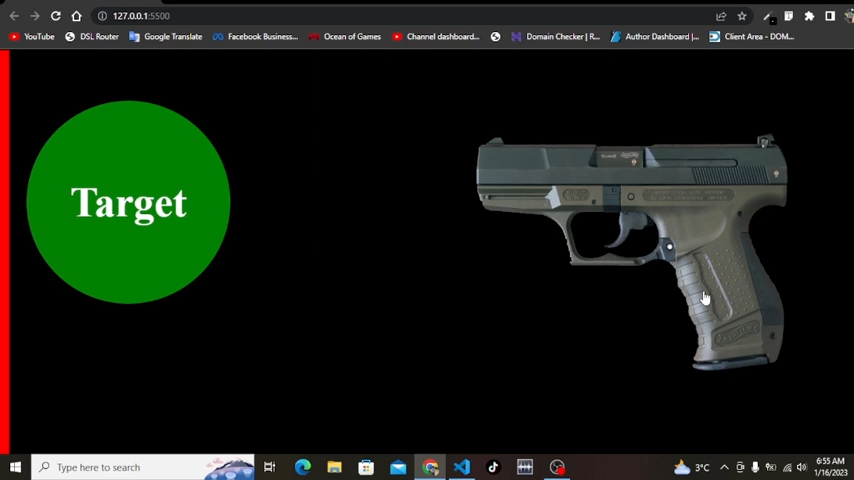 127.0.0.1:5500
YouTube DSL Router Google Translate Facebook Business... Ocean of Games Channel dashboard... Domain Checker | R... Author Dashboard |... Client Area - DOM...
Target
Type here to search
3°C
6:55 AM
1/16/2023